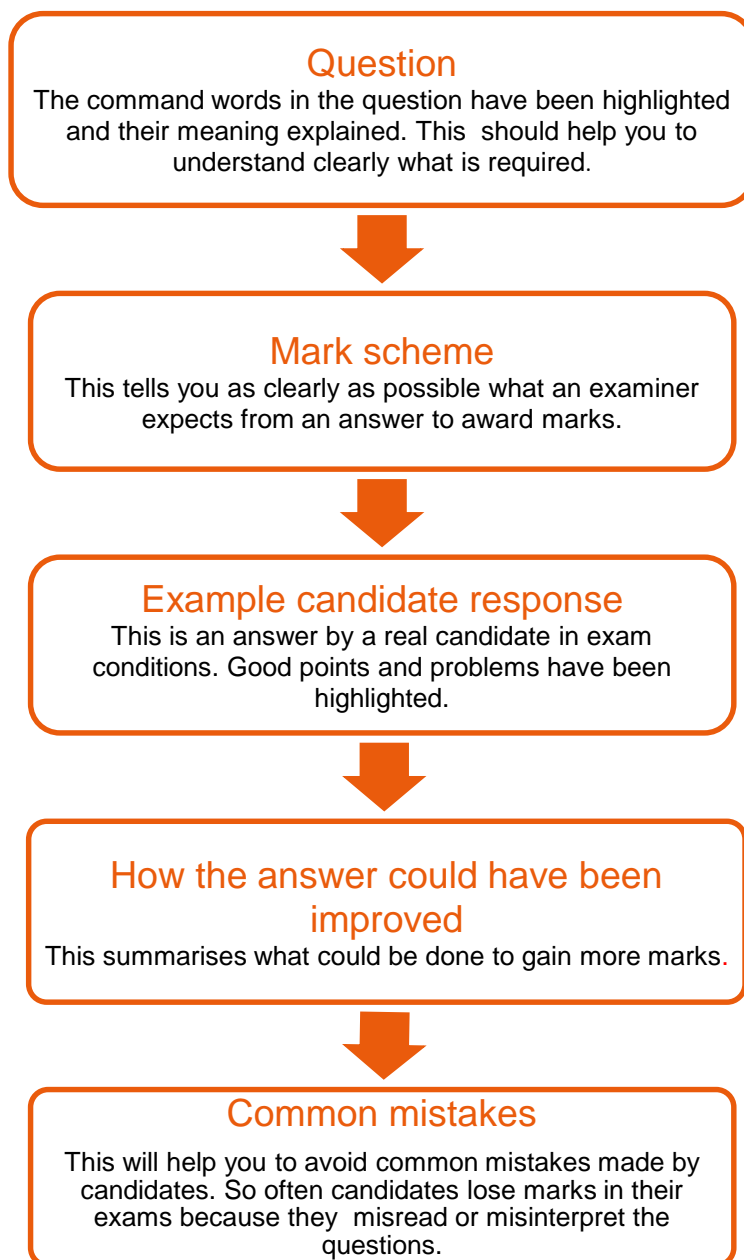 Question
The command words in the question have been highlighted
and their meaning explained. This  should help you to
understand clearly what is required.
Mark scheme
This tells you as clearly as possible what an examiner
expects from an answer to award marks.
Example candidate response
This is an answer by a real candidate in exam
conditions. Good points and problems have been
highlighted.
How the answer could have been
improved
This summarises what could be done to gain more marks.
Common mistakes
This will help you to avoid common mistakes made by
candidates. So often candidates lose marks in their
exams because they  misread or misinterpret the
questions.